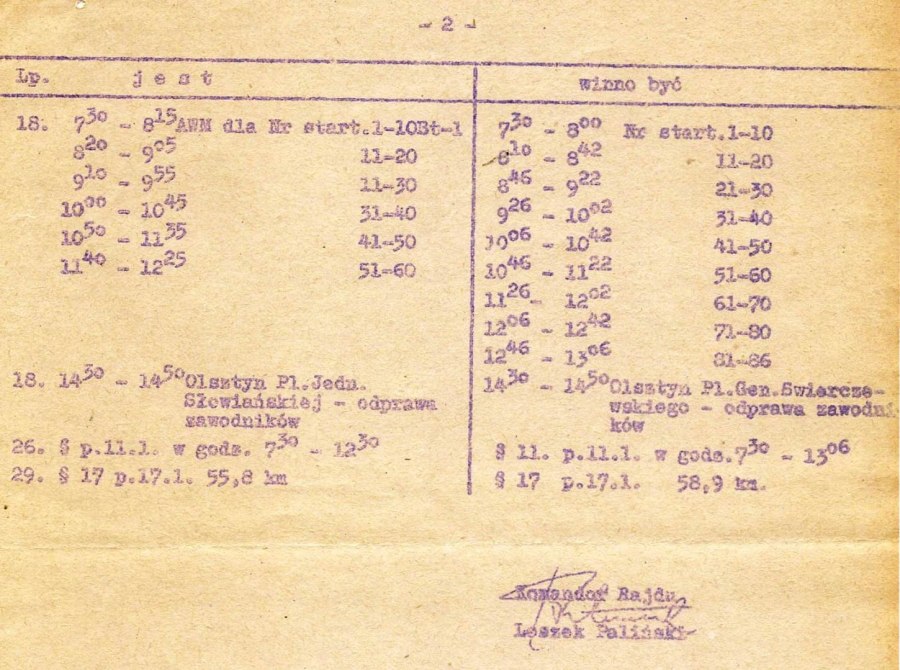 - 2 -
Lp. j e s t winno być
18. 7³⁰ - 8¹⁵AWM dla Nr start.1-10Bt-1 7³⁰ - 8⁰⁰ Nr start.1-10
8²⁰ - 9⁰⁵ 11-20 8¹⁰ - 8⁴² 11-20
9¹⁰ - 9⁵⁵ 11-30 8⁴⁶ - 9²² 21-30
10⁰⁰ - 10⁴⁵ 31-40 9²⁶ - 10⁰² 31-40
10⁵⁰ - 11³⁵ 41-50 10⁰⁶ - 10⁴² 41-50
11⁴⁰ - 12²⁵ 51-60 10⁴⁶ - 11²² 51-60
11²⁶- 12⁰² 61-70
12⁰⁶ - 12⁴² 71-80
12⁴⁶ - 13⁰⁶ 81-86
18. 14³⁰ - 14⁵⁰Olsztyn Pl.Jedn. 14³⁰ - 14⁵⁰Olsztyn Pl.Gen.Swiercze-
Słowiańskiej - odprawa wskiego - odprawa zawodni
zawodników ków
26. § p.11.1. w godz. 7³⁰ - 12³⁰ § 11. p.11.1. w godz.7³⁰ - 13⁰⁶
29. § 17 p.17.1. 55,8 km § 17 p.17.1. 58,9 km.
Komandor Rajdu
Leszek Paliński